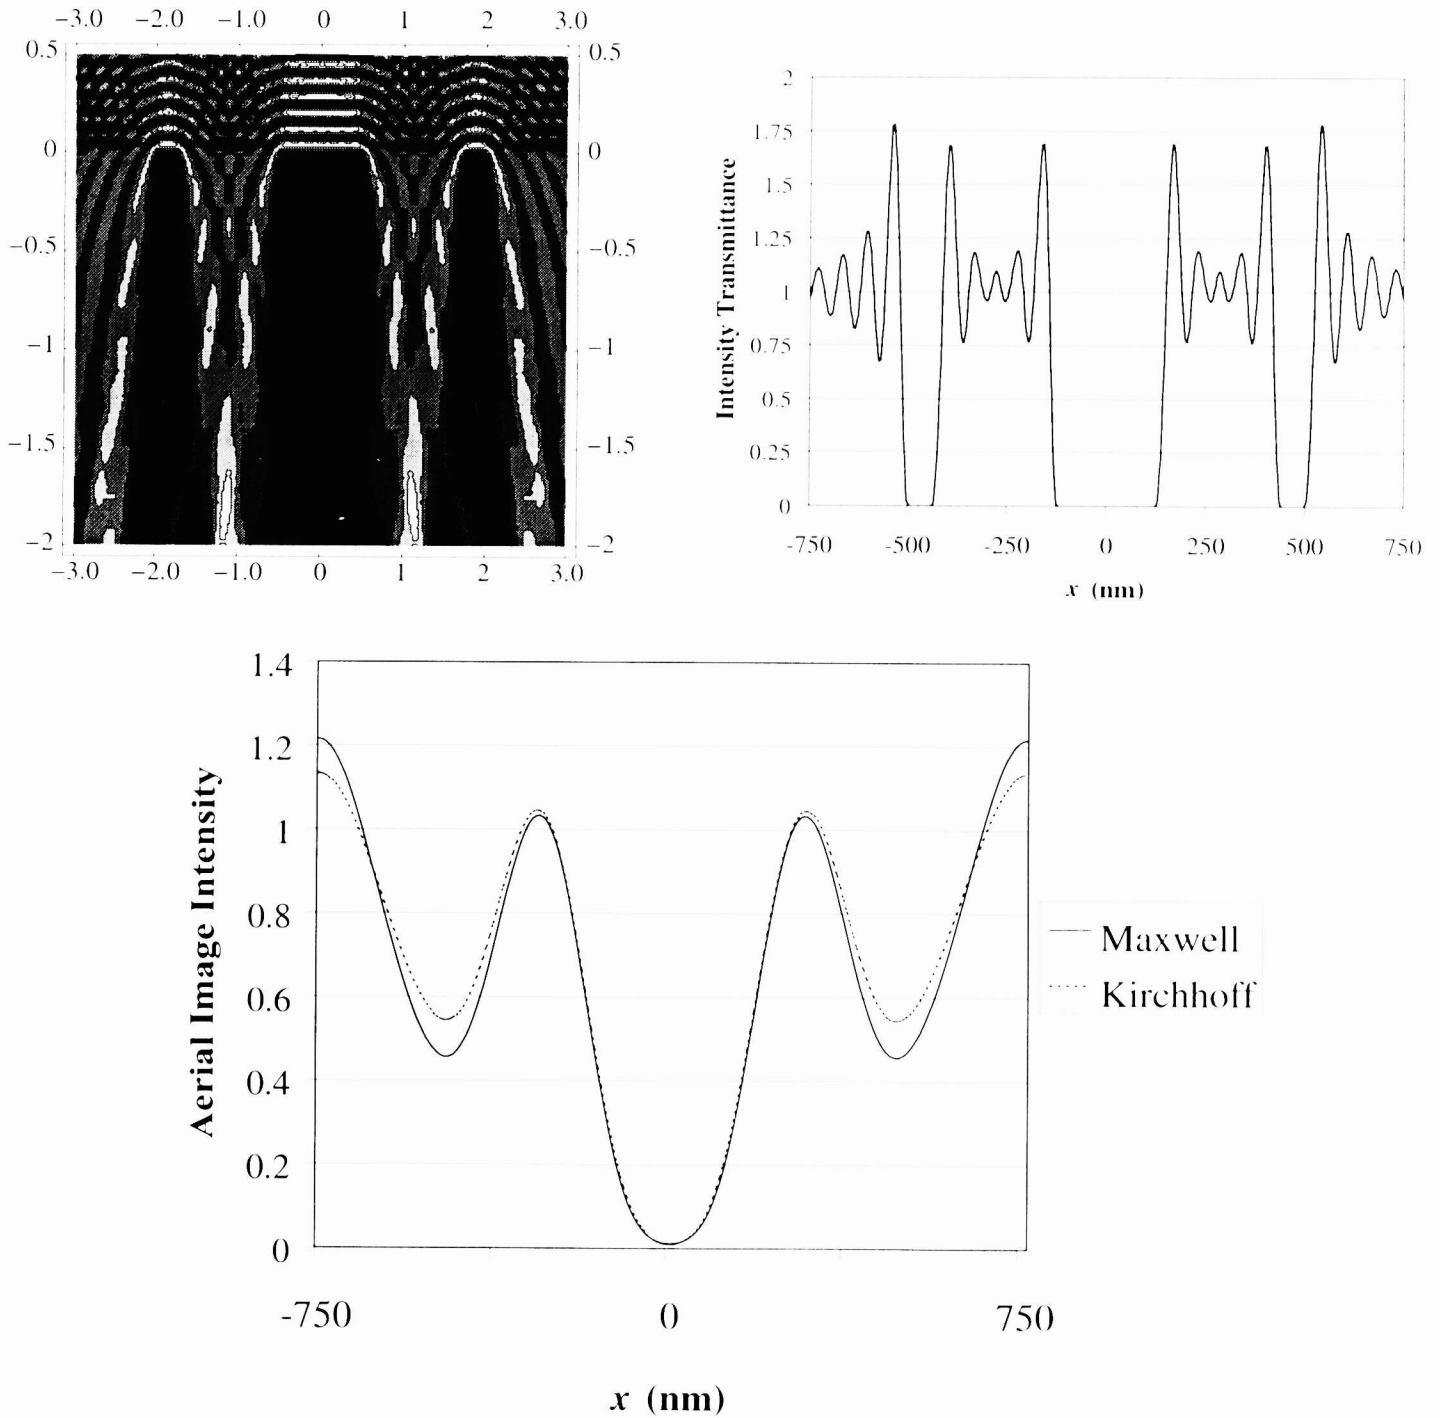 −3.0 −2.0 −1.0 0 1 2 3.0
0.5 0.5
0 0
−0.5 −0.5
−1 −1
−1.5 −1.5
−2 −2
−3.0 −2.0 −1.0 0 1 2 3.0
Intensity Transmittance
2
1.75
1.5
1.25
1
0.75
0.5
0.25
0
-750 -500 -250 0 250 500 750
x (nm)
Aerial Image Intensity
1.4
1.2
1
0.8
0.6
0.4
0.2
0
-750 0 750
x (nm)
Maxwell
Kirchhoff